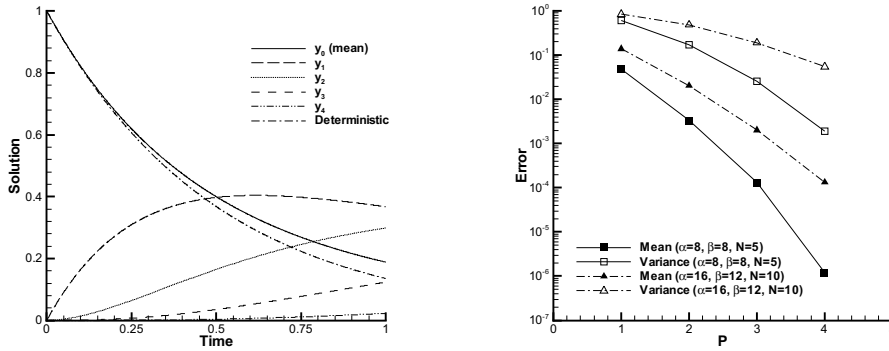 1
0.8
0.6
0.4
0.2
0
Solution
0
0.25
0.5
0.75
1
Time
y₀ (mean)
y₁
y₂
y₃
y₄
Deterministic
10⁰
10⁻¹
10⁻²
10⁻³
10⁻⁴
10⁻⁵
10⁻⁶
10⁻⁷
Error
0
1
2
3
4
P
Mean (α=8, β=8, N=5)
Variance (α=8, β=8, N=5)
Mean (α=16, β=12, N=10)
Variance (α=16, β=12, N=10)